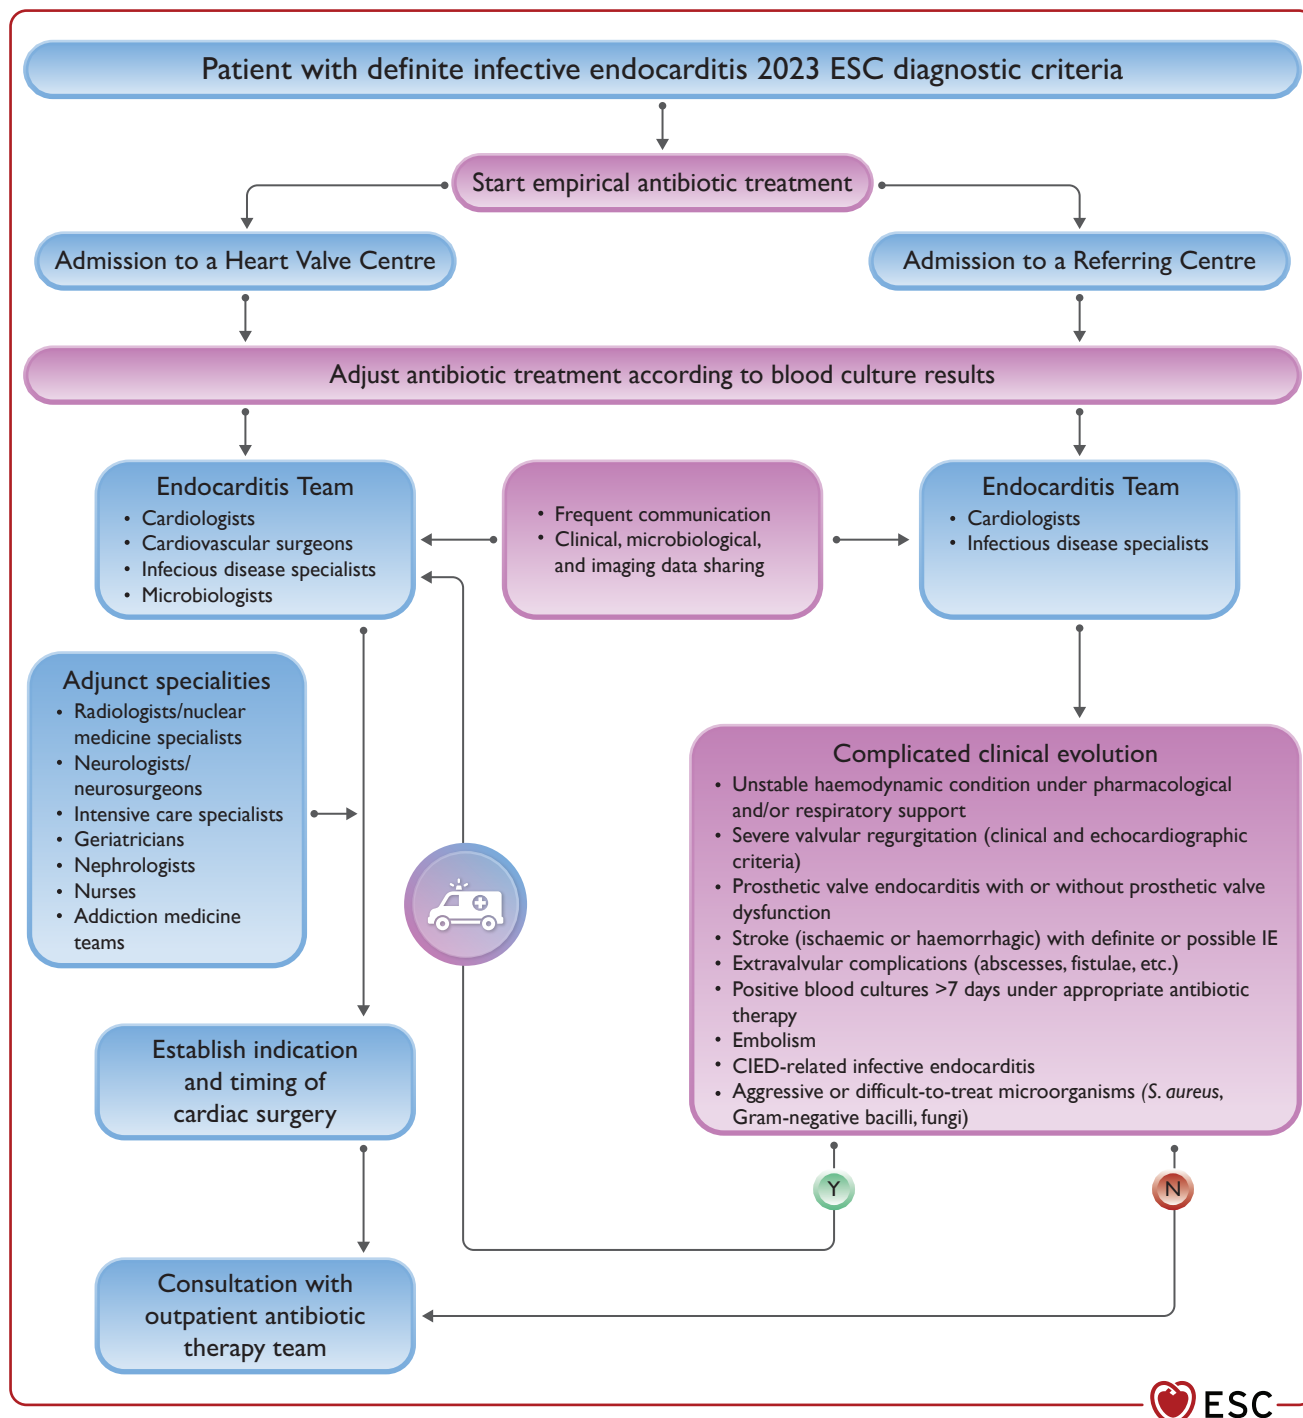 Patient with definite infective endocarditis 2023 ESC diagnostic criteria
Start empirical antibiotic treatment
Admission to a Heart Valve Centre
Admission to a Referring Centre
Adjust antibiotic treatment according to blood culture results
Endocarditis Team
• Cardiologists
• Cardiovascular surgeons
• Infecious disease specialists
• Microbiologists
• Frequent communication
• Clinical, microbiological,
and imaging data sharing
Endocarditis Team
• Cardiologists
• Infectious disease specialists
Adjunct specialities
• Radiologists/nuclear
medicine specialists
• Neurologists/
neurosurgeons
• Intensive care specialists
• Geriatricians
• Nephrologists
• Nurses
• Addiction medicine
teams
Complicated clinical evolution
• Unstable haemodynamic condition under pharmacological
and/or respiratory support
• Severe valvular regurgitation (clinical and echocardiographic
criteria)
• Prosthetic valve endocarditis with or without prosthetic valve
dysfunction
• Stroke (ischaemic or haemorrhagic) with definite or possible IE
• Extravalvular complications (abscesses, fistulae, etc.)
• Positive blood cultures >7 days under appropriate antibiotic
therapy
• Embolism
• CIED-related infective endocarditis
• Aggressive or difficult-to-treat microorganisms (S. aureus,
Gram-negative bacilli, fungi)
Establish indication
and timing of
cardiac surgery
Y
N
Consultation with
outpatient antibiotic
therapy team
ESC